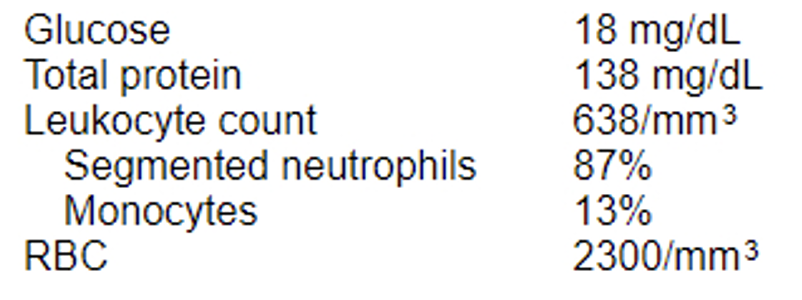 Glucose 18 mg/dL
Total protein 138 mg/dL
Leukocyte count 638/mm³
Segmented neutrophils 87%
Monocytes 13%
RBC 2300/mm³